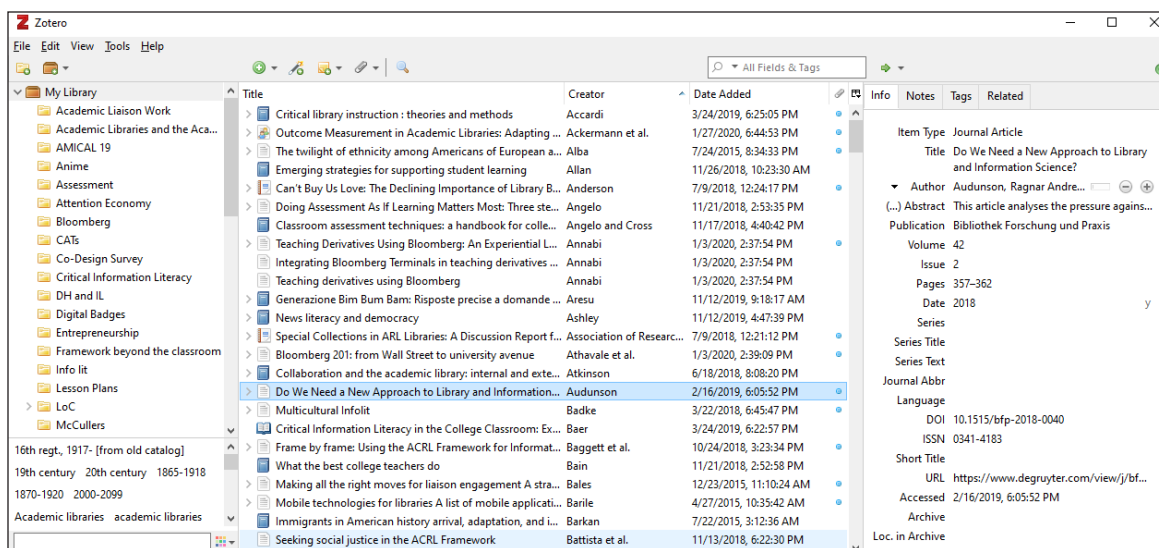 Zotero
File Edit View Tools Help
All Fields & Tags
My Library
Academic Liaison Work
Academic Libraries and the Aca...
AMICAL 19
Anime
Assessment
Attention Economy
Bloomberg
CATs
Co-Design Survey
Critical Information Literacy
DH and IL
Digital Badges
Entrepreneurship
Framework beyond the classroom
Info lit
Lesson Plans
LoC
McCullers
16th regt., 1917- [from old catalog]
19th century 20th century 1865-1918
1870-1920 2000-2099
Academic libraries academic libraries
Title Creator Date Added
Critical library instruction : theories and methods Accardi 3/24/2019, 6:25:05 PM
Outcome Measurement in Academic Libraries: Adapting ... Ackermann et al. 1/27/2020, 6:44:53 PM
The twilight of ethnicity among Americans of European a... Alba 7/24/2015, 8:34:33 PM
Emerging strategies for supporting student learning Allan 11/26/2018, 10:23:30 AM
Can't Buy Us Love: The Declining Importance of Library B... Anderson 7/9/2018, 12:24:17 PM
Doing Assessment As If Learning Matters Most: Three ste... Angelo 11/21/2018, 2:53:35 PM
Classroom assessment techniques: a handbook for colle... Angelo and Cross 11/17/2018, 4:40:42 PM
Teaching Derivatives Using Bloomberg: An Experiential L... Annabi 1/3/2020, 2:37:54 PM
Integrating Bloomberg Terminals in teaching derivatives ... Annabi 1/3/2020, 2:37:54 PM
Teaching derivatives using Bloomberg Annabi 1/3/2020, 2:37:54 PM
Generazione Bim Bum Bam: Risposte precise a domande ... Aresu 11/12/2019, 9:18:17 AM
News literacy and democracy Ashley 11/12/2019, 4:47:39 PM
Special Collections in ARL Libraries: A Discussion Report f... Association of Researc... 7/9/2018, 12:21:12 PM
Bloomberg 201: from Wall Street to university avenue Athavale et al. 1/3/2020, 2:39:09 PM
Collaboration and the academic library: internal and exte... Atkinson 6/18/2018, 8:08:20 PM
Do We Need a New Approach to Library and Information... Audunson 2/16/2019, 6:05:52 PM
Multicultural Infolit Badke 3/22/2018, 6:45:47 PM
Critical Information Literacy in the College Classroom: Ex... Baer 3/24/2019, 6:22:57 PM
Frame by frame: Using the ACRL Framework for Informat... Baggett et al. 10/24/2018, 3:23:34 PM
What the best college teachers do Bain 11/21/2018, 2:52:58 PM
Making all the right moves for liaison engagement A stra... Bales 12/23/2015, 11:10:24 AM
Mobile technologies for libraries A list of mobile applicati... Barile 4/27/2015, 10:35:42 AM
Immigrants in American history arrival, adaptation, and i... Barkan 7/22/2015, 3:12:36 AM
Seeking social justice in the ACRL Framework Battista et al. 11/13/2018, 6:22:30 PM
Info Notes Tags Related
Item Type Journal Article
Title Do We Need a New Approach to Library
and Information Science?
Author Audunson, Ragnar Andre...
(...) Abstract This article analyses the pressure agains...
Publication Bibliothek Forschung und Praxis
Volume 42
Issue 2
Pages 357–362
Date 2018 y
Series
Series Title
Series Text
Journal Abbr
Language
DOI 10.1515/bfp-2018-0040
ISSN 0341-4183
Short Title
URL https://www.degruyter.com/view/j/bf...
Accessed 2/16/2019, 6:05:52 PM
Archive
Loc. in Archive